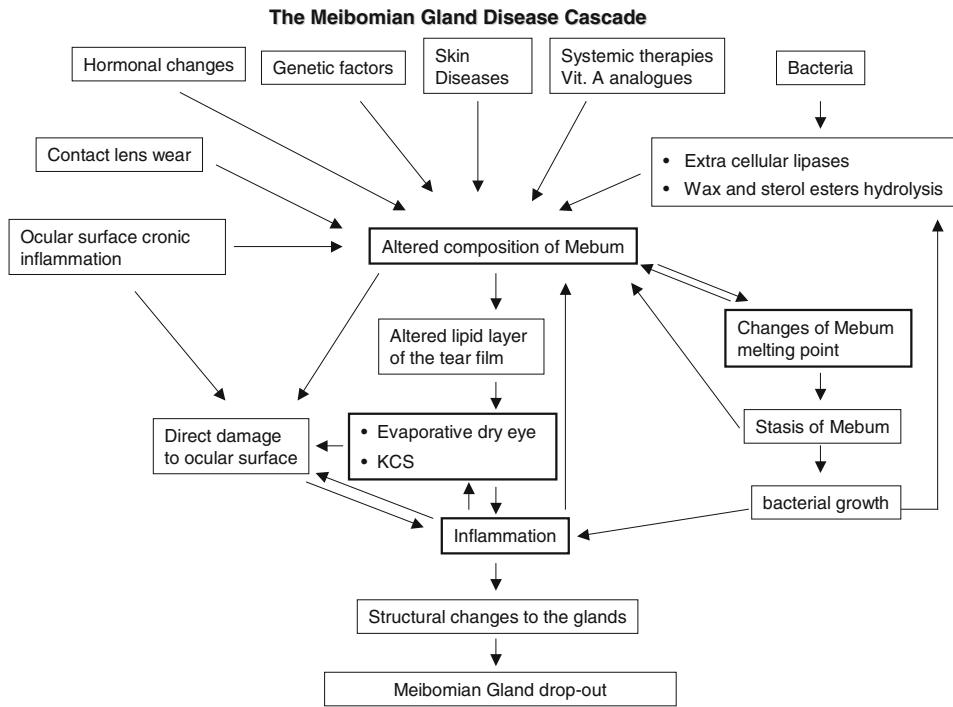 The Meibomian Gland Disease Cascade
Hormonal changes
Genetic factors
Skin
Diseases
Systemic therapies
Vit. A analogues
Bacteria
Contact lens wear
• Extra cellular lipases
• Wax and sterol esters hydrolysis
Ocular surface cronic
inflammation
Altered composition of Mebum
Altered lipid layer
of the tear film
Changes of Mebum
melting point
Direct damage
to ocular surface
• Evaporative dry eye
• KCS
Stasis of Mebum
bacterial growth
Inflammation
Structural changes to the glands
Meibomian Gland drop-out